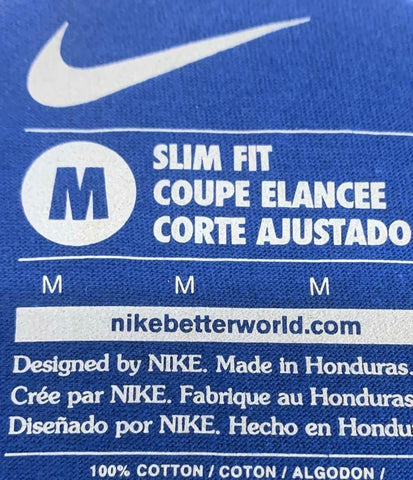 M
SLIM FIT
COUPE ELANCEE
CORTE AJUSTADO
M M M
nikebetterworld.com
Designed by NIKE. Made in Honduras.
Crée par NIKE. Fabrique au Honduras
Diseñado por NIKE. Hecho en Hondu
100% COTTON / COTON / ALGODON /